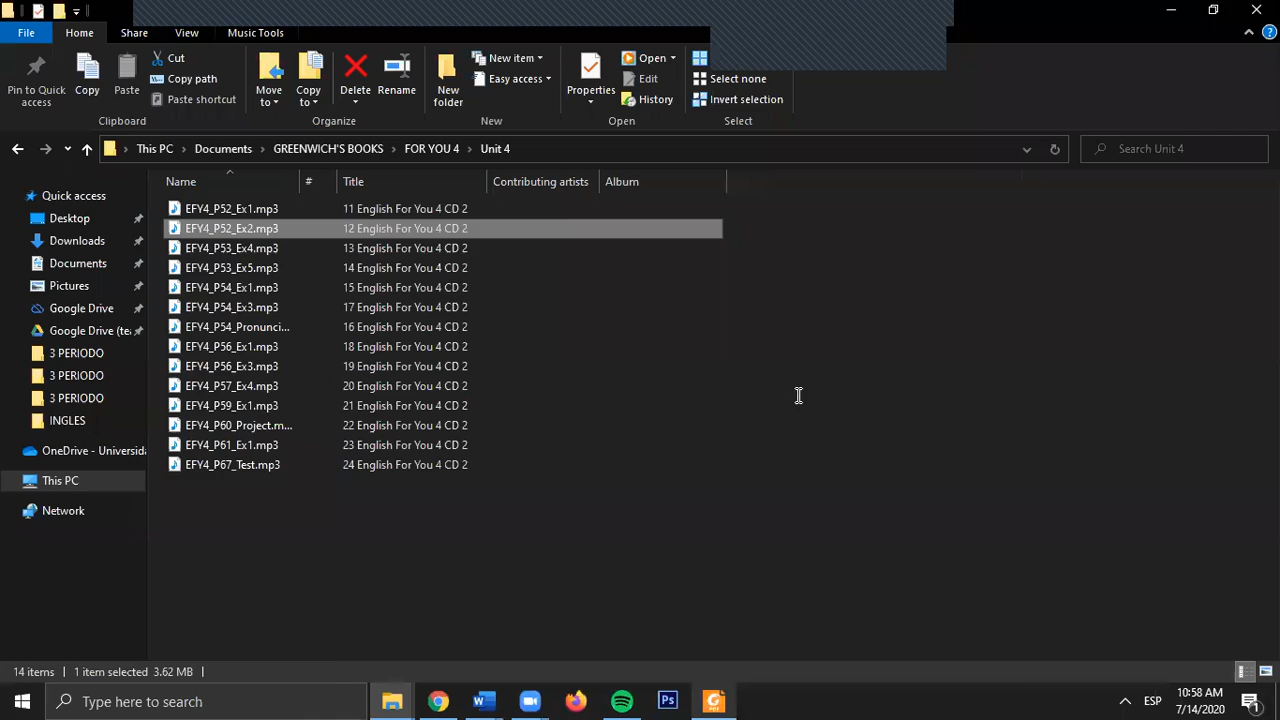 File
Home
Share
View
Music Tools
Pin to Quick
access
Copy
Paste
Cut
Copy path
Paste shortcut
Clipboard
Move
to
Copy
to
Delete
Rename
Organize
New
folder
New item
Easy access
New
Properties
Open
Edit
History
Open
Select none
Invert selection
Select
This PC
Documents
GREENWICH'S BOOKS
FOR YOU 4
Unit 4
Search Unit 4
Quick access
Desktop
Downloads
Documents
Pictures
Google Drive
Google Drive (tea
3 PERIODO
3 PERIODO
3 PERIODO
INGLES
OneDrive - Universida
This PC
Network
Name # Title Contributing artists Album
EFY4_P52_Ex1.mp3 11 English For You 4 CD 2
EFY4_P52_Ex2.mp3 12 English For You 4 CD 2
EFY4_P53_Ex4.mp3 13 English For You 4 CD 2
EFY4_P53_Ex5.mp3 14 English For You 4 CD 2
EFY4_P54_Ex1.mp3 15 English For You 4 CD 2
EFY4_P54_Ex3.mp3 17 English For You 4 CD 2
EFY4_P54_Pronunci... 16 English For You 4 CD 2
EFY4_P56_Ex1.mp3 18 English For You 4 CD 2
EFY4_P56_Ex3.mp3 19 English For You 4 CD 2
EFY4_P57_Ex4.mp3 20 English For You 4 CD 2
EFY4_P59_Ex1.mp3 21 English For You 4 CD 2
EFY4_P60_Project.m... 22 English For You 4 CD 2
EFY4_P61_Ex1.mp3 23 English For You 4 CD 2
EFY4_P67_Test.mp3 24 English For You 4 CD 2
14 items 1 item selected 3.62 MB
Type here to search
Ps
PDF
ESP
10:58 AM
7/14/2020
1